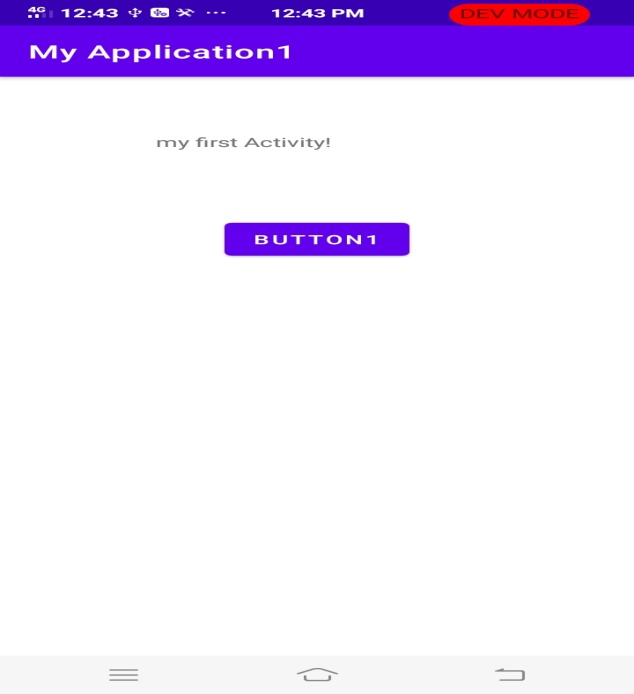 4G 12:43 12:43 PM DEV MODE
My Application1
my first Activity!
BUTTON1